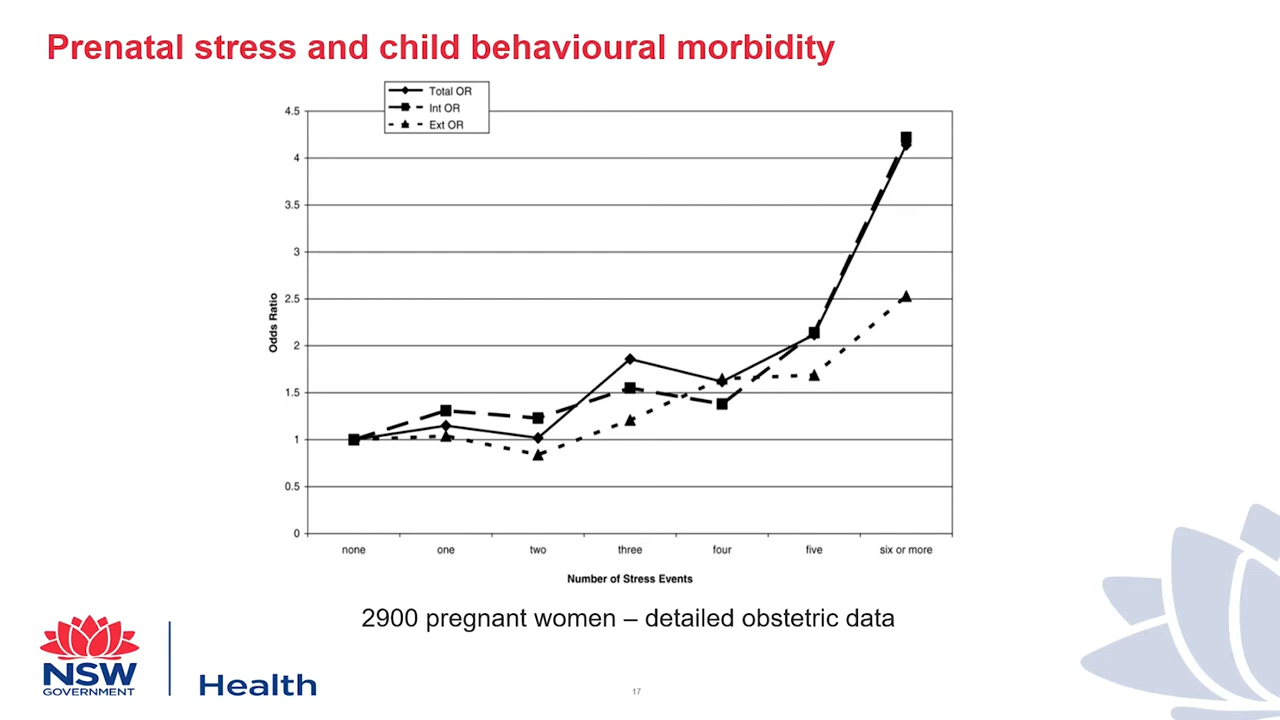 Prenatal stress and child behavioural morbidity
Total OR
Int OR
Ext OR
4.5
4
3.5
3
2.5
2
1.5
1
0.5
0
Odds Ratio
none one two three four five six or more
Number of Stress Events
2900 pregnant women – detailed obstetric data
NSW
GOVERNMENT
Health
17